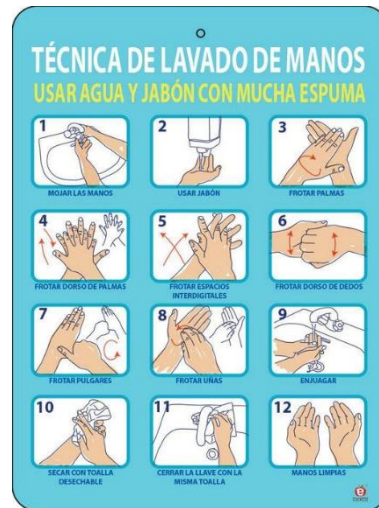 TÉCNICA DE LAVADO DE MANOS
USAR AGUA Y JABÓN CON MUCHA ESPUMA
1
MOJAR LAS MANOS
2
USAR JABÓN
3
FROTAR PALMAS
4
FROTAR DORSO DE PALMAS
5
FROTAR ESPACIOS
INTERDIGITALES
6
FROTAR DORSO DE DEDOS
7
FROTAR PULGARES
8
FROTAR UÑAS
9
ENJUAGAR
10
SECAR CON TOALLA
DESECHABLE
11
CERRAR LA LLAVE CON LA
MISMA TOALLA
12
MANOS LIMPIAS